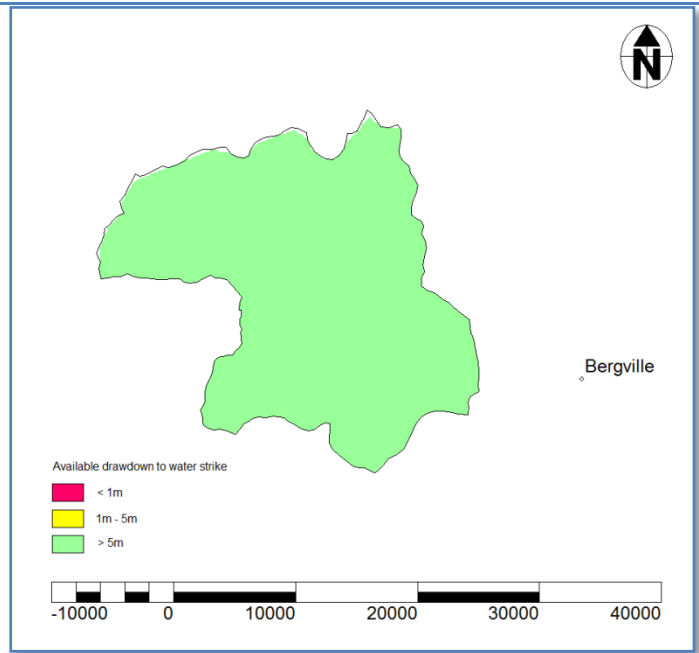 N
Bergville
Available drawdown to water strike
< 1m
1m - 5m
> 5m
-10000 0 10000 20000 30000 40000